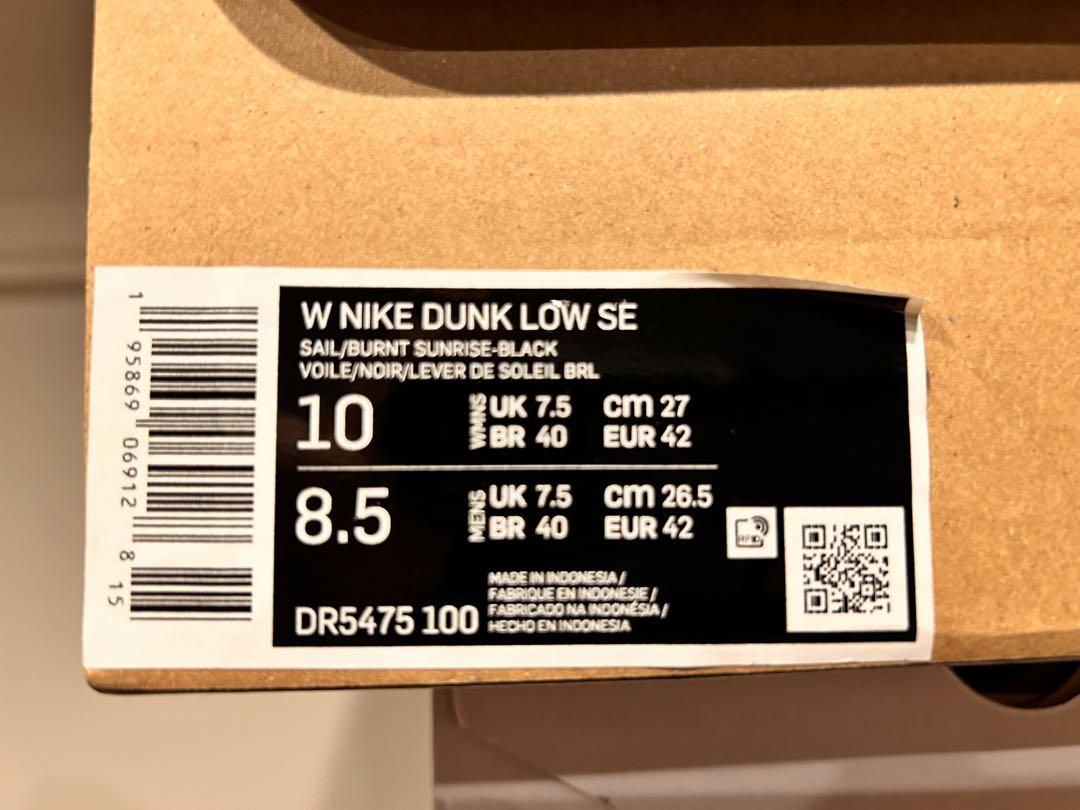 W NIKE DUNK LOW SE
SAIL/BURNT SUNRISE-BLACK
VOILE/NOIR/LEVER DE SOLEIL BRL
10 WMNS UK 7.5 cm 27
BR 40 EUR 42
8.5 MENS UK 7.5 cm 26.5
BR 40 EUR 42
RFID
DR5475 100
MADE IN INDONESIA /
FABRIQUE EN INDONESIE /
FABRICADO NA INDONÉSIA /
HECHO EN INDONESIA
1 95869 06912 8 15